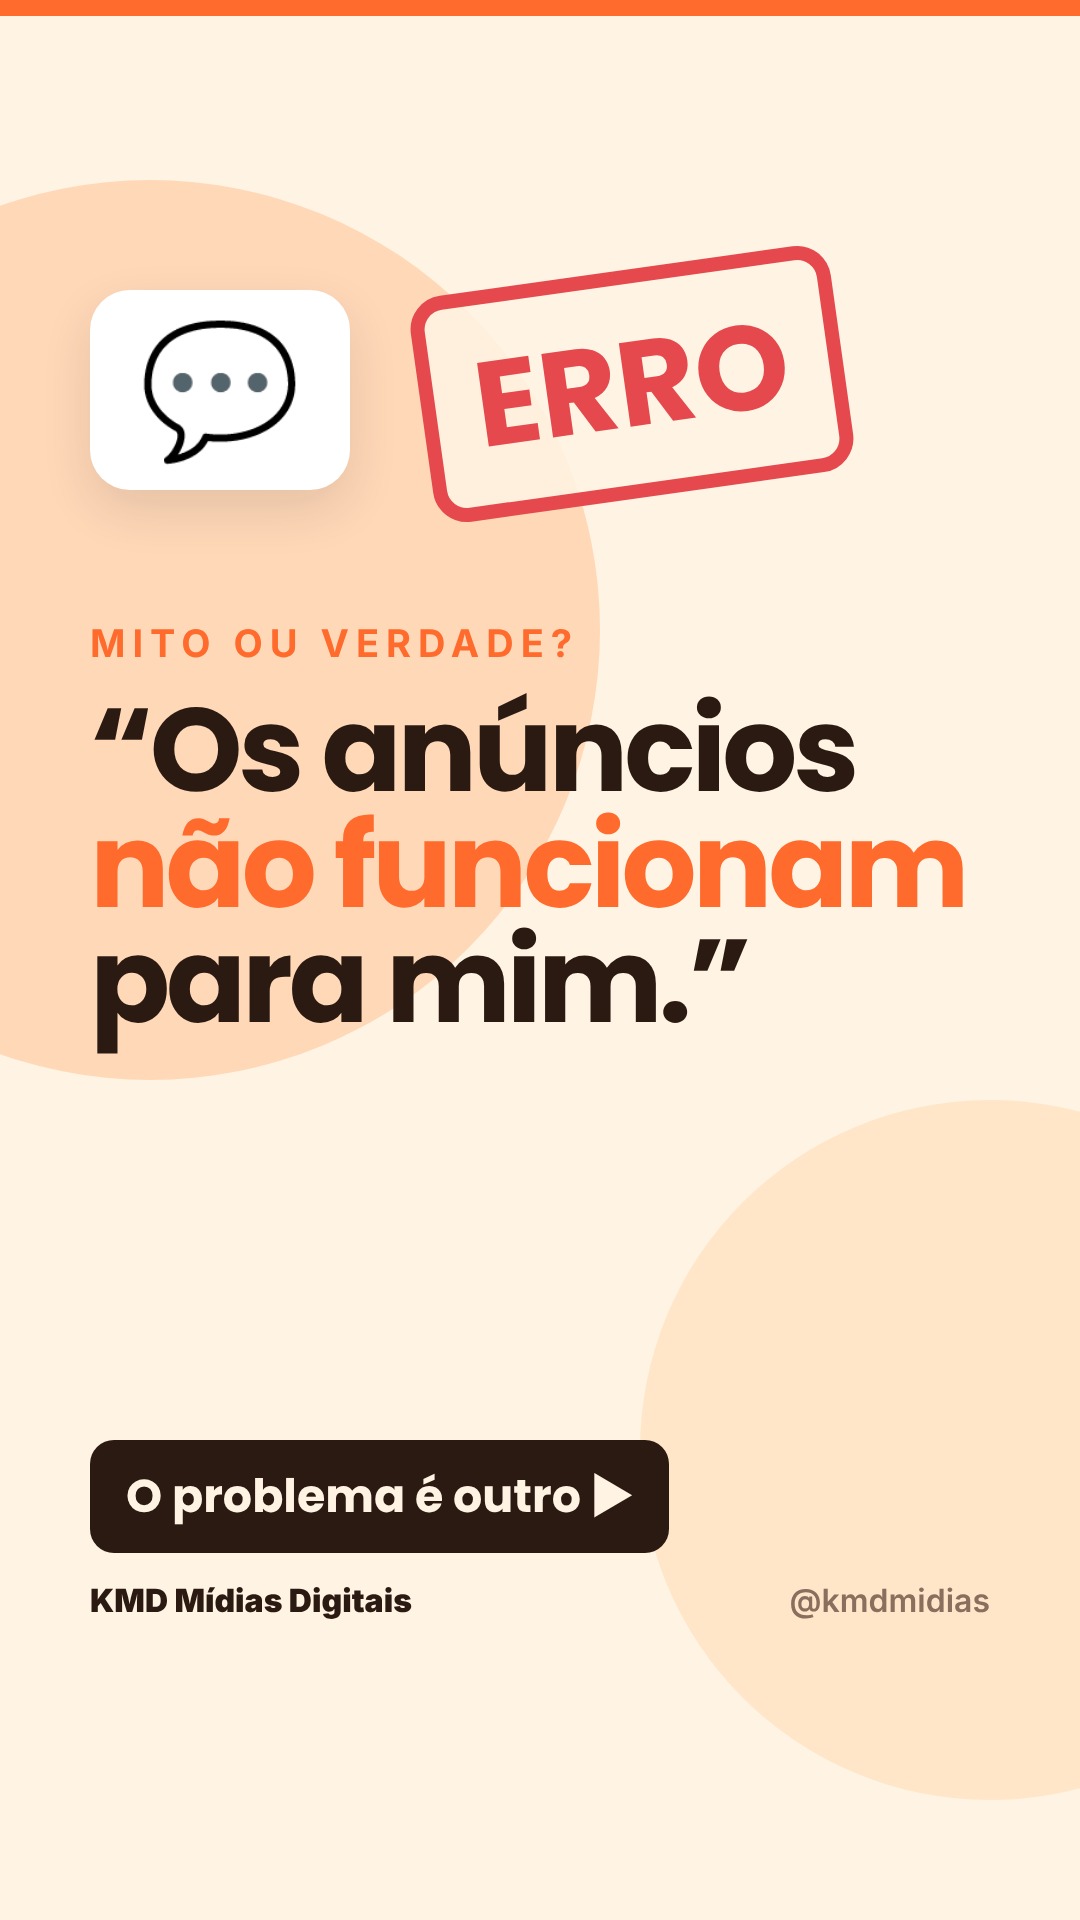 ERRO
MITO OU VERDADE?
“Os anúncios
não funcionam
para mim.”
O problema é outro ▶
KMD Mídias Digitais
@kmdmidias